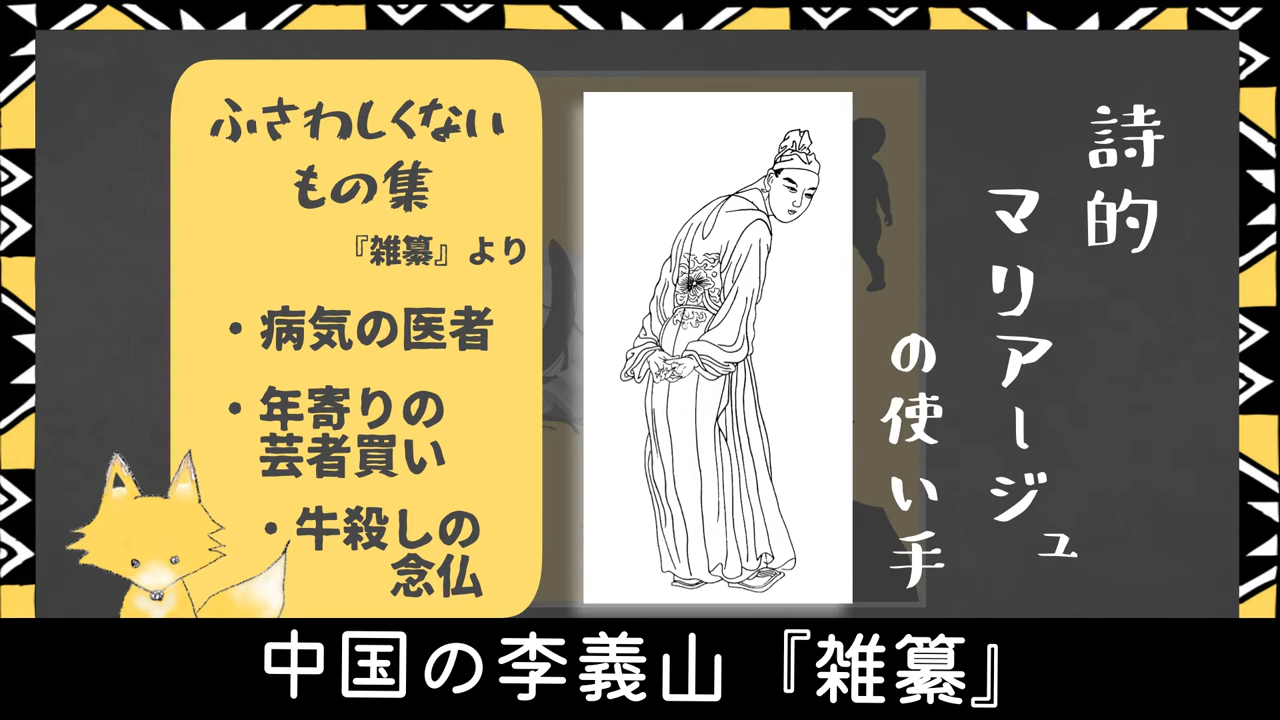 詩的
マリアージュ
の使い手
ふさわしくない
もの集
『雑纂』より
・病気の医者
・年寄りの
芸者買い
・牛殺しの
念仏
中国の李義山『雑纂』